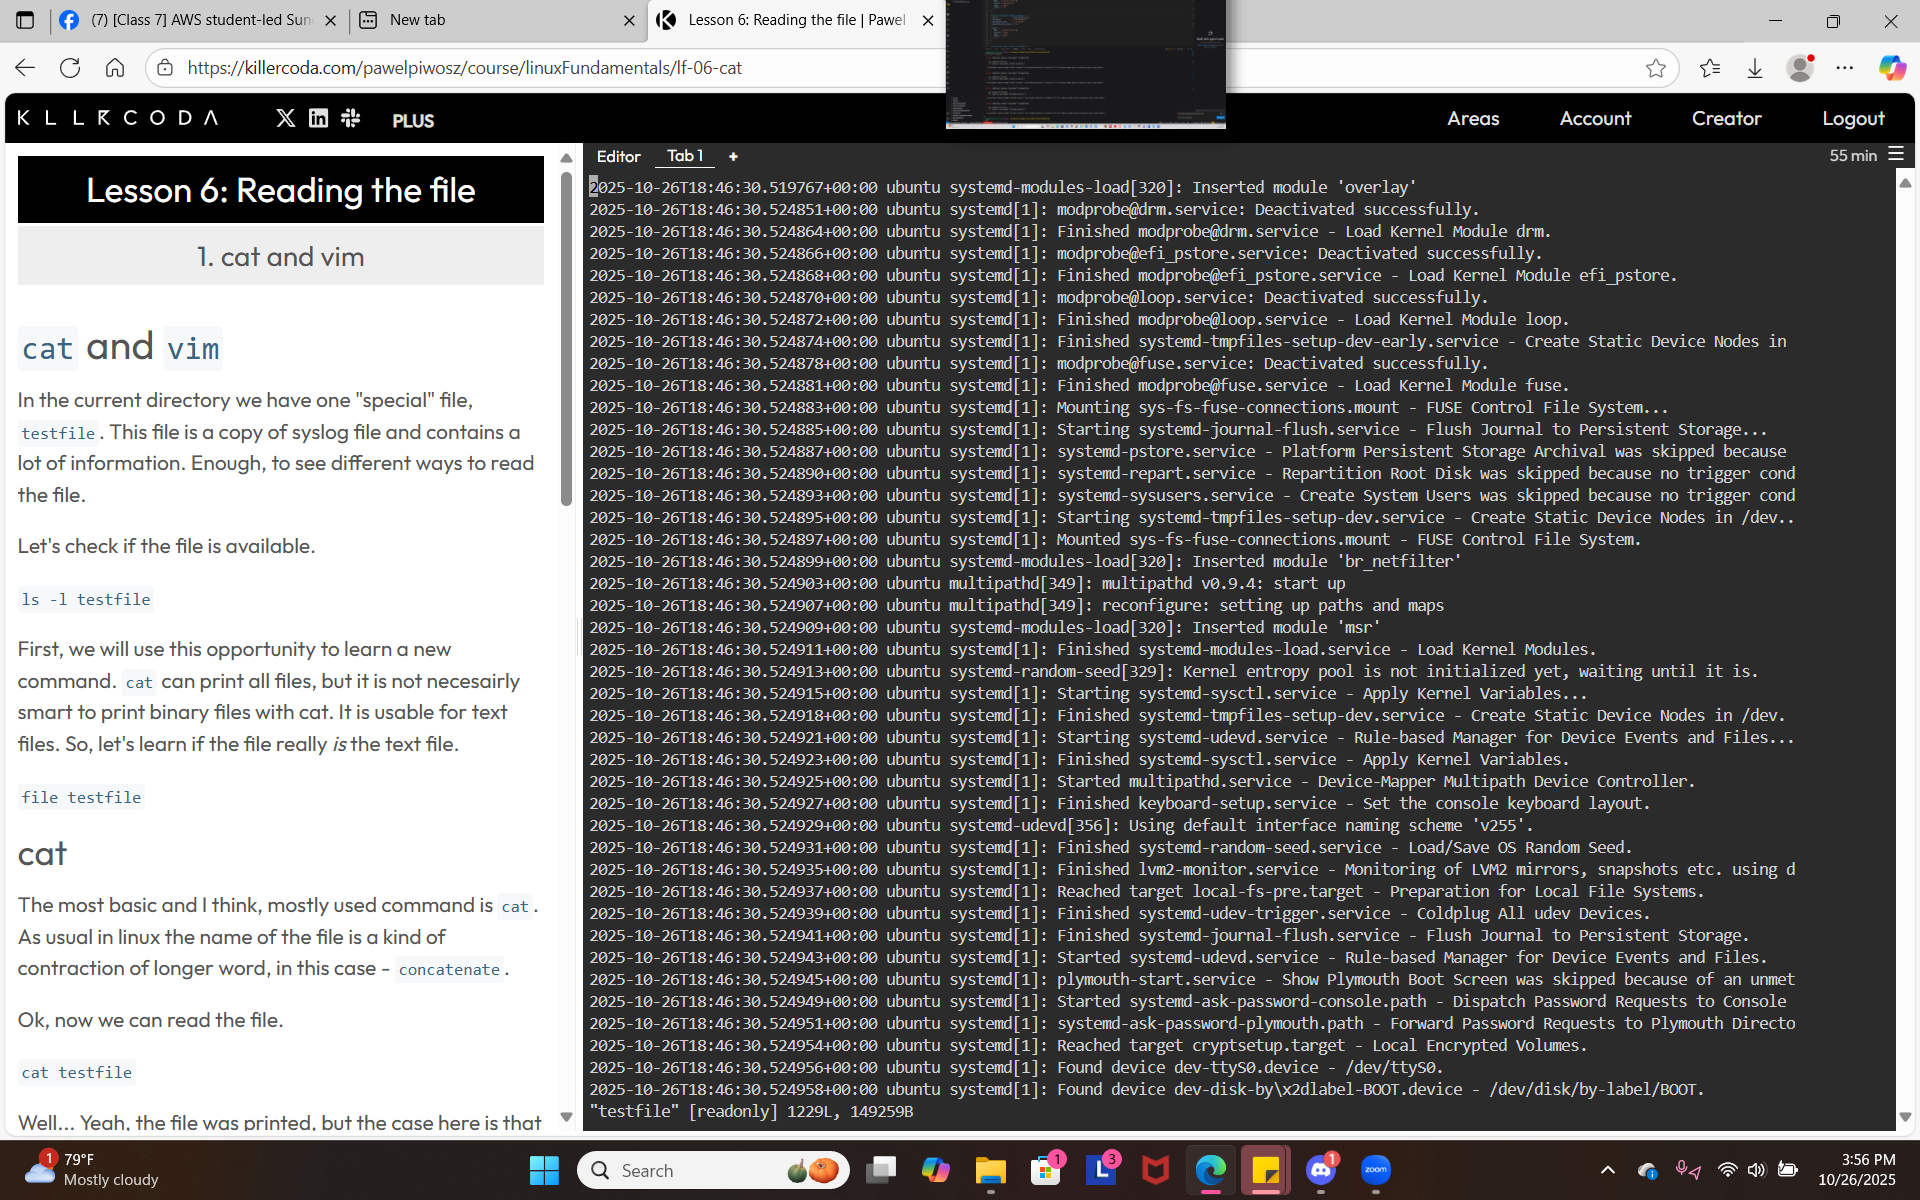 (7) [Class 7] AWS student-led Sun
New tab
Lesson 6: Reading the file | Pawel
https://killercoda.com/pawelpiwosz/course/linuxFundamentals/lf-06-cat
KILLERCODA
PLUS
Areas
Account
Creator
Logout
Lesson 6: Reading the file
1. cat and vim
cat and vim
In the current directory we have one "special" file,
testfile. This file is a copy of syslog file and contains a
lot of information. Enough, to see different ways to read
the file.
Let's check if the file is available.
ls -l testfile
First, we will use this opportunity to learn a new
command. cat can print all files, but it is not necesairly
smart to print binary files with cat. It is usable for text
files. So, let's learn if the file really is the text file.
file testfile
cat
The most basic and I think, mostly used command is cat.
As usual in linux the name of the file is a kind of
contraction of longer word, in this case - concatenate.
Ok, now we can read the file.
cat testfile
Well... Yeah, the file was printed, but the case here is that
Editor
Tab 1
+
55 min
2025-10-26T18:46:30.519767+00:00 ubuntu systemd-modules-load[320]: Inserted module 'overlay'
2025-10-26T18:46:30.524851+00:00 ubuntu systemd[1]: modprobe@drm.service: Deactivated successfully.
2025-10-26T18:46:30.524864+00:00 ubuntu systemd[1]: Finished modprobe@drm.service - Load Kernel Module drm.
2025-10-26T18:46:30.524866+00:00 ubuntu systemd[1]: modprobe@efi_pstore.service: Deactivated successfully.
2025-10-26T18:46:30.524868+00:00 ubuntu systemd[1]: Finished modprobe@efi_pstore.service - Load Kernel Module efi_pstore.
2025-10-26T18:46:30.524870+00:00 ubuntu systemd[1]: modprobe@loop.service: Deactivated successfully.
2025-10-26T18:46:30.524872+00:00 ubuntu systemd[1]: Finished modprobe@loop.service - Load Kernel Module loop.
2025-10-26T18:46:30.524874+00:00 ubuntu systemd[1]: Finished systemd-tmpfiles-setup-dev-early.service - Create Static Device Nodes in
2025-10-26T18:46:30.524878+00:00 ubuntu systemd[1]: modprobe@fuse.service: Deactivated successfully.
2025-10-26T18:46:30.524881+00:00 ubuntu systemd[1]: Finished modprobe@fuse.service - Load Kernel Module fuse.
2025-10-26T18:46:30.524883+00:00 ubuntu systemd[1]: Mounting sys-fs-fuse-connections.mount - FUSE Control File System...
2025-10-26T18:46:30.524885+00:00 ubuntu systemd[1]: Starting systemd-journal-flush.service - Flush Journal to Persistent Storage...
2025-10-26T18:46:30.524887+00:00 ubuntu systemd[1]: systemd-pstore.service - Platform Persistent Storage Archival was skipped because
2025-10-26T18:46:30.524890+00:00 ubuntu systemd[1]: systemd-repart.service - Repartition Root Disk was skipped because no trigger cond
2025-10-26T18:46:30.524893+00:00 ubuntu systemd[1]: systemd-sysusers.service - Create System Users was skipped because no trigger cond
2025-10-26T18:46:30.524895+00:00 ubuntu systemd[1]: Starting systemd-tmpfiles-setup-dev.service - Create Static Device Nodes in /dev..
2025-10-26T18:46:30.524897+00:00 ubuntu systemd[1]: Mounted sys-fs-fuse-connections.mount - FUSE Control File System.
2025-10-26T18:46:30.524899+00:00 ubuntu systemd-modules-load[320]: Inserted module 'br_netfilter'
2025-10-26T18:46:30.524903+00:00 ubuntu multipathd[349]: multipathd v0.9.4: start up
2025-10-26T18:46:30.524907+00:00 ubuntu multipathd[349]: reconfigure: setting up paths and maps
2025-10-26T18:46:30.524909+00:00 ubuntu systemd-modules-load[320]: Inserted module 'msr'
2025-10-26T18:46:30.524911+00:00 ubuntu systemd[1]: Finished systemd-modules-load.service - Load Kernel Modules.
2025-10-26T18:46:30.524913+00:00 ubuntu systemd-random-seed[329]: Kernel entropy pool is not initialized yet, waiting until it is.
2025-10-26T18:46:30.524915+00:00 ubuntu systemd[1]: Starting systemd-sysctl.service - Apply Kernel Variables...
2025-10-26T18:46:30.524918+00:00 ubuntu systemd[1]: Finished systemd-tmpfiles-setup-dev.service - Create Static Device Nodes in /dev.
2025-10-26T18:46:30.524921+00:00 ubuntu systemd[1]: Starting systemd-udevd.service - Rule-based Manager for Device Events and Files...
2025-10-26T18:46:30.524923+00:00 ubuntu systemd[1]: Finished systemd-sysctl.service - Apply Kernel Variables.
2025-10-26T18:46:30.524925+00:00 ubuntu systemd[1]: Started multipathd.service - Device-Mapper Multipath Device Controller.
2025-10-26T18:46:30.524927+00:00 ubuntu systemd[1]: Finished keyboard-setup.service - Set the console keyboard layout.
2025-10-26T18:46:30.524929+00:00 ubuntu systemd-udevd[356]: Using default interface naming scheme 'v255'.
2025-10-26T18:46:30.524931+00:00 ubuntu systemd[1]: Finished systemd-random-seed.service - Load/Save OS Random Seed.
2025-10-26T18:46:30.524935+00:00 ubuntu systemd[1]: Finished lvm2-monitor.service - Monitoring of LVM2 mirrors, snapshots etc. using d
2025-10-26T18:46:30.524937+00:00 ubuntu systemd[1]: Reached target local-fs-pre.target - Preparation for Local File Systems.
2025-10-26T18:46:30.524939+00:00 ubuntu systemd[1]: Finished systemd-udev-trigger.service - Coldplug All udev Devices.
2025-10-26T18:46:30.524941+00:00 ubuntu systemd[1]: Finished systemd-journal-flush.service - Flush Journal to Persistent Storage.
2025-10-26T18:46:30.524943+00:00 ubuntu systemd[1]: Started systemd-udevd.service - Rule-based Manager for Device Events and Files.
2025-10-26T18:46:30.524945+00:00 ubuntu systemd[1]: plymouth-start.service - Show Plymouth Boot Screen was skipped because of an unmet
2025-10-26T18:46:30.524949+00:00 ubuntu systemd[1]: Started systemd-ask-password-console.path - Dispatch Password Requests to Console
2025-10-26T18:46:30.524951+00:00 ubuntu systemd[1]: systemd-ask-password-plymouth.path - Forward Password Requests to Plymouth Directo
2025-10-26T18:46:30.524954+00:00 ubuntu systemd[1]: Reached target cryptsetup.target - Local Encrypted Volumes.
2025-10-26T18:46:30.524956+00:00 ubuntu systemd[1]: Found device dev-ttyS0.device - /dev/ttyS0.
2025-10-26T18:46:30.524958+00:00 ubuntu systemd[1]: Found device dev-disk-by\x2dlabel-BOOT.device - /dev/disk/by-label/BOOT.
"testfile" [readonly] 1229L, 149259B
1
79°F
Mostly cloudy
Search
1
L
3
1
zoom
3:56 PM
10/26/2025